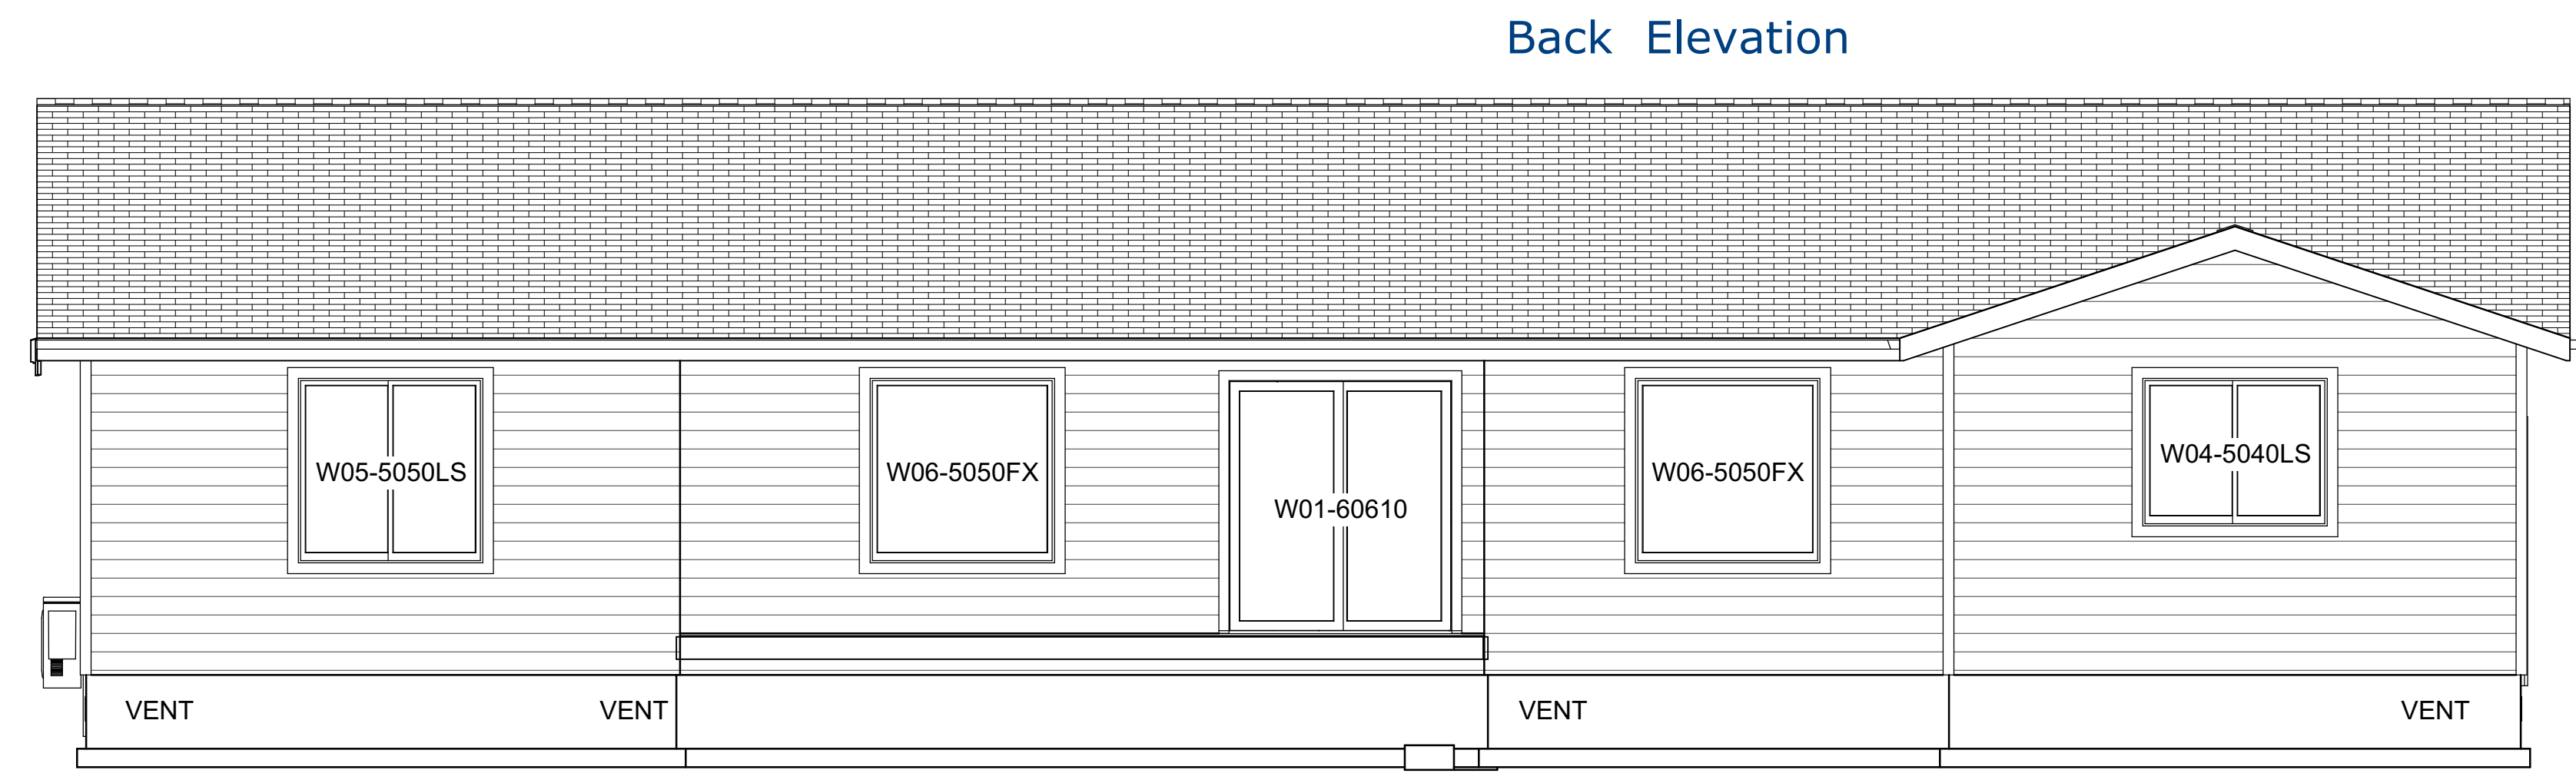 Back Elevation
W05-5050LS
W06-5050FX
W01-60610
W06-5050FX
W04-5040LS
VENT
VENT
VENT
VENT